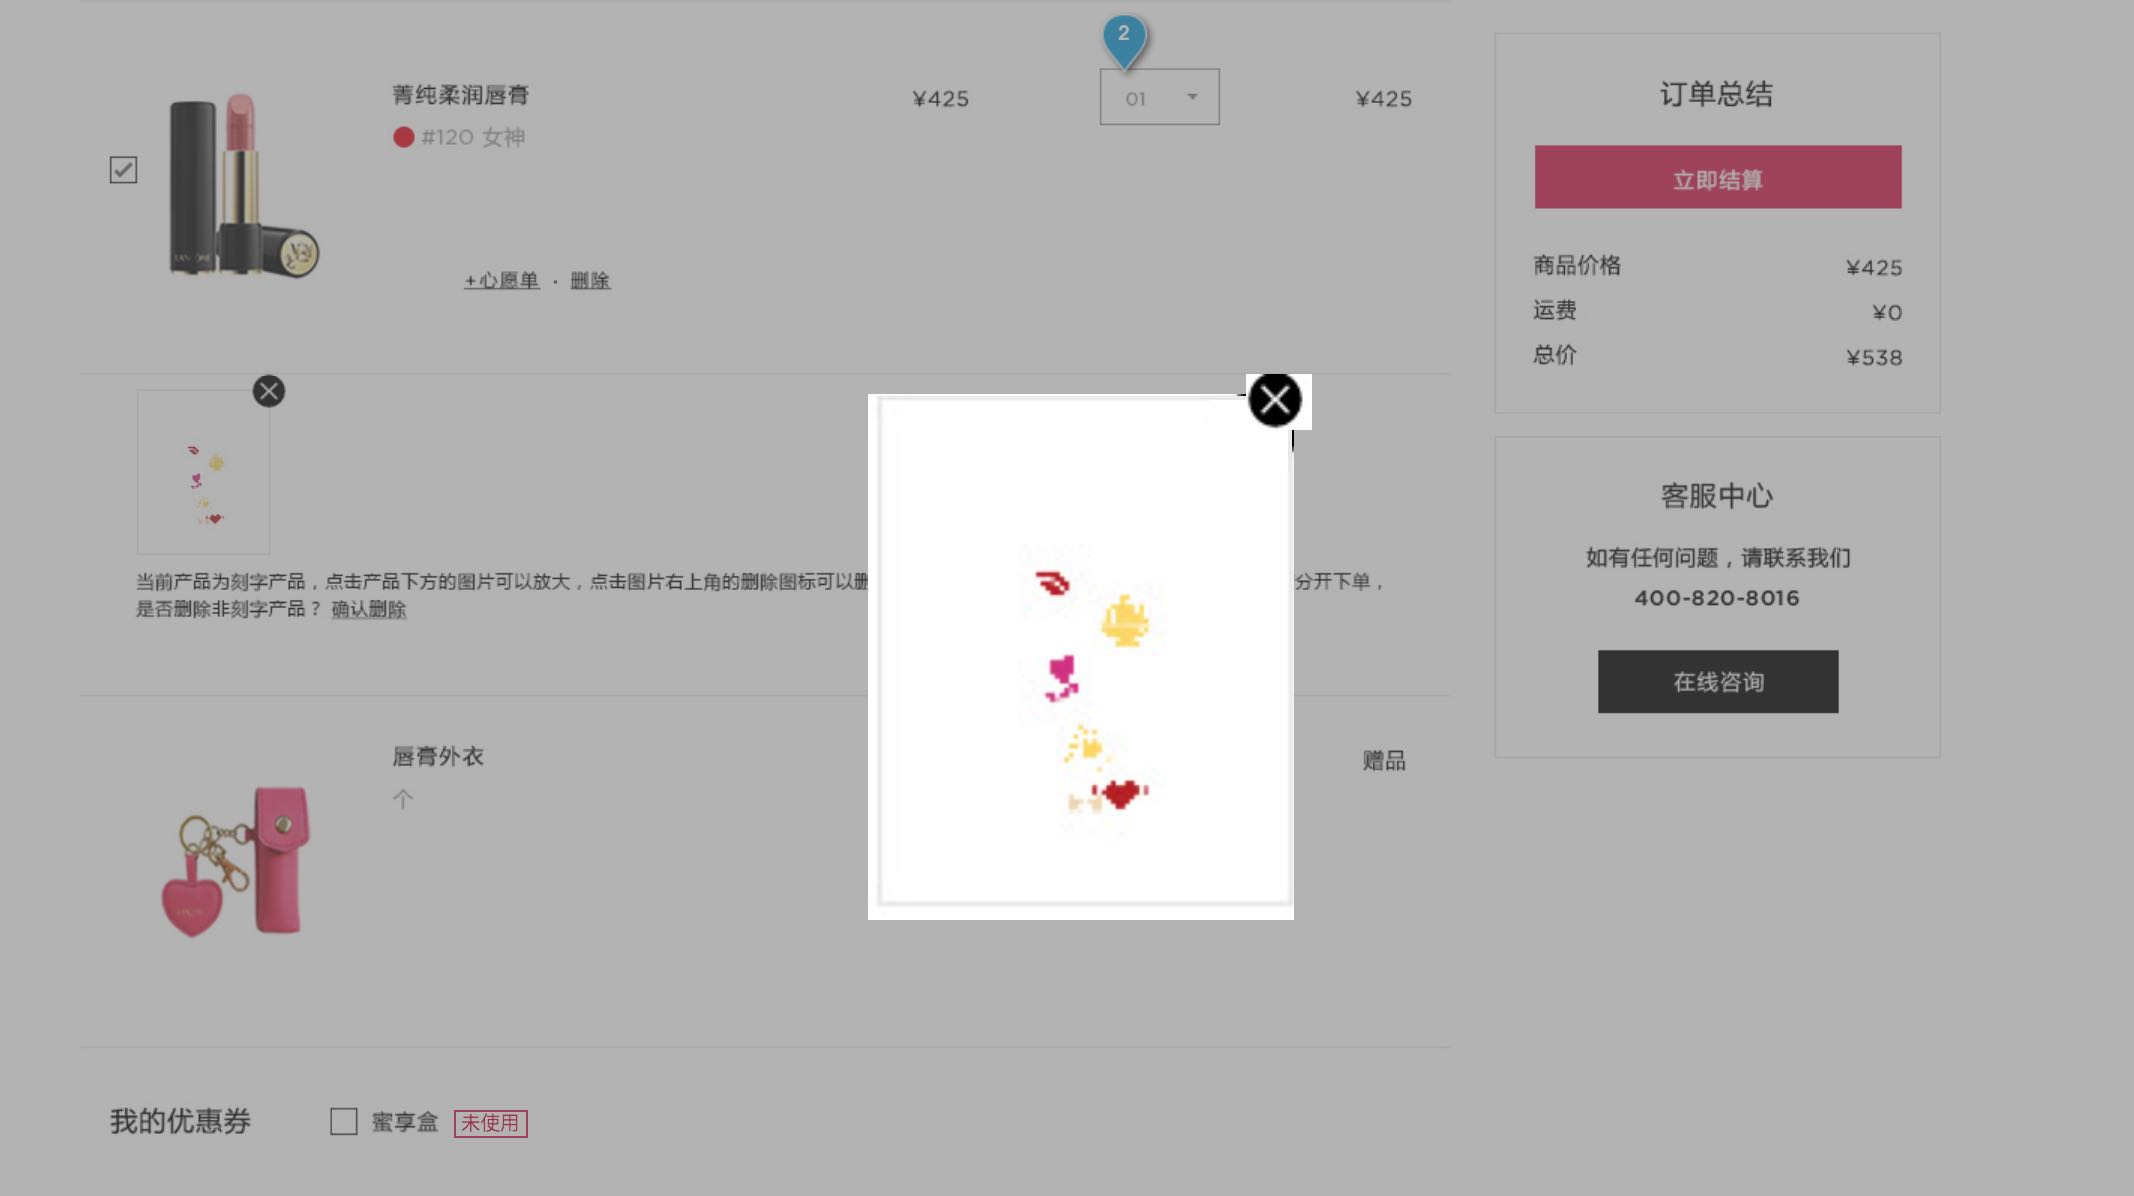 2
菁纯柔润唇膏
¥425
01
¥425
#120 女神
LANCÔME
+心愿单 · 删除
当前产品为刻字产品，点击产品下方的图片可以放大，点击图片右上角的删除图标可以删
分开下单，
是否删除非刻字产品？ 确认删除
唇膏外衣
赠品
个
我的优惠券
蜜享盒
未使用
订单总结
立即结算
商品价格 ¥425
运费 ¥0
总价 ¥538
客服中心
如有任何问题，请联系我们
400-820-8016
在线咨询